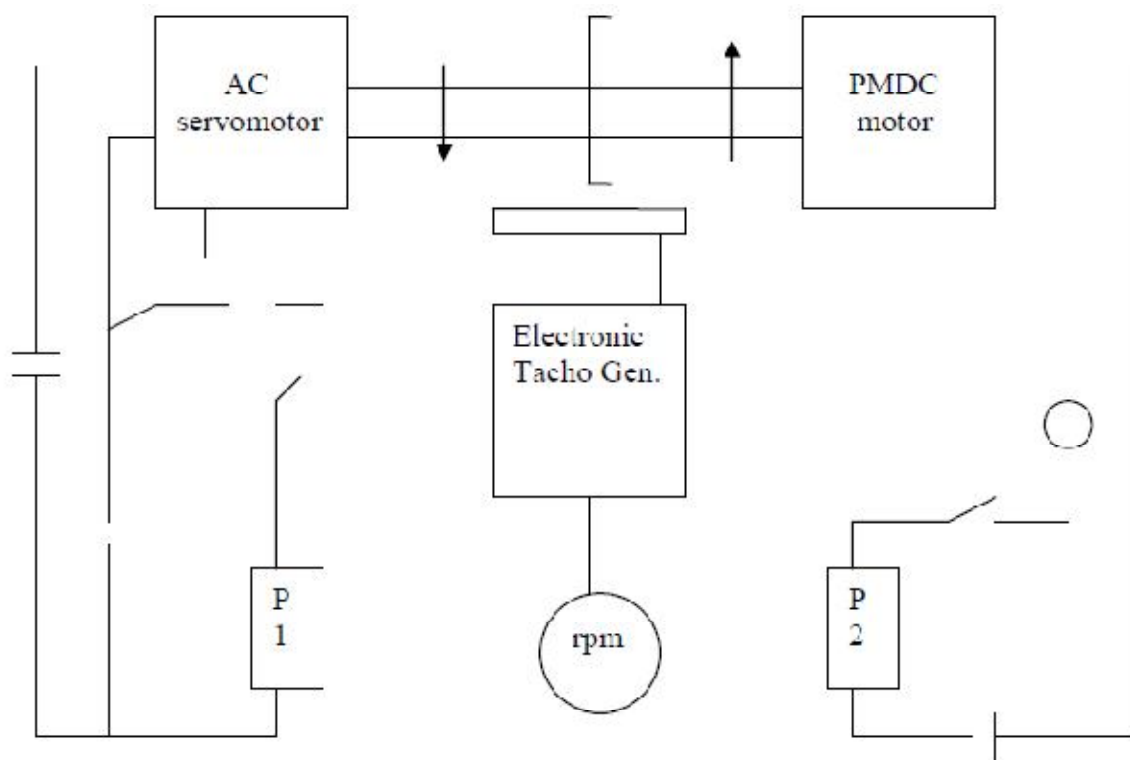 AC
servomotor
PMDC
motor
Electronic
Tacho Gen.
P
1
rpm
P
2